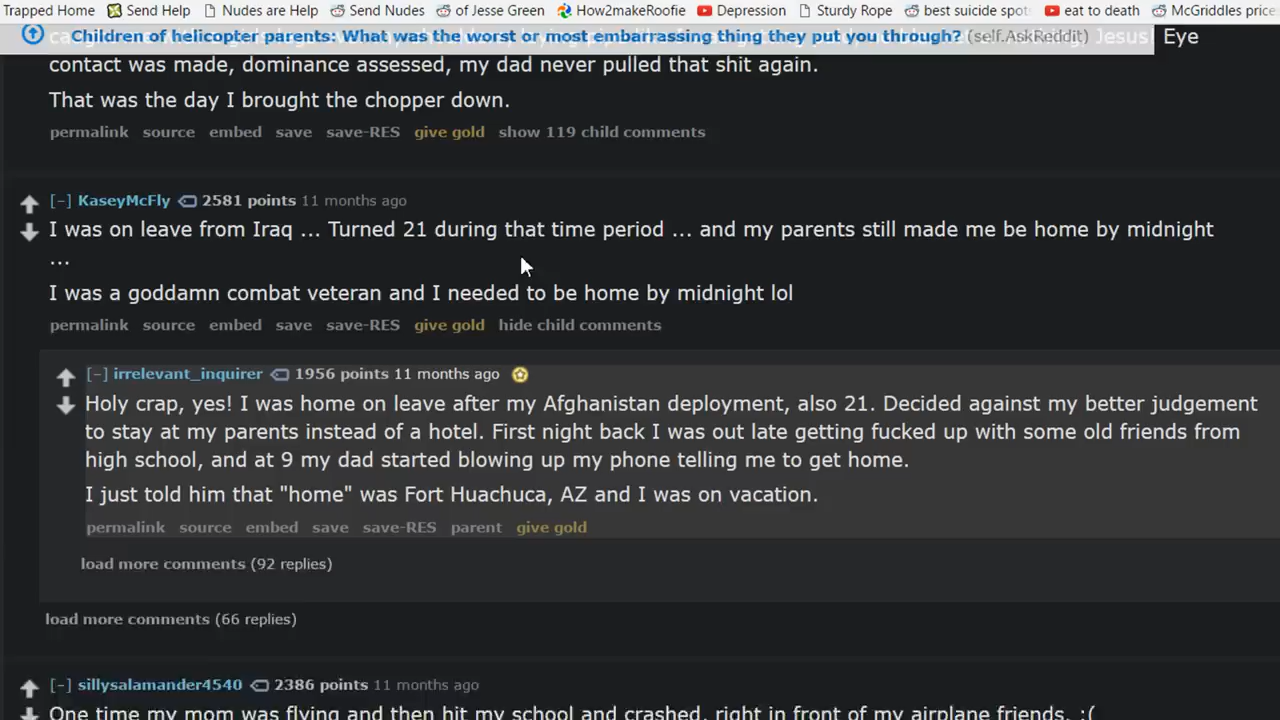 Trapped Home Send Help Nudes are Help Send Nudes of Jesse Green How2makeRoofie Depression Sturdy Rope best suicide spot eat to death McGriddles price
Children of helicopter parents: What was the worst or most embarrassing thing they put you through? (self.AskReddit) Jesus! Eye
contact was made, dominance assessed, my dad never pulled that shit again.
That was the day I brought the chopper down.
permalink source embed save save-RES give gold show 119 child comments
[−] KaseyMcFly 2581 points 11 months ago
I was on leave from Iraq ... Turned 21 during that time period ... and my parents still made me be home by midnight
...
I was a goddamn combat veteran and I needed to be home by midnight lol
permalink source embed save save-RES give gold hide child comments
[−] irrelevant_inquirer 1956 points 11 months ago
Holy crap, yes! I was home on leave after my Afghanistan deployment, also 21. Decided against my better judgement
to stay at my parents instead of a hotel. First night back I was out late getting fucked up with some old friends from
high school, and at 9 my dad started blowing up my phone telling me to get home.
I just told him that "home" was Fort Huachuca, AZ and I was on vacation.
permalink source embed save save-RES parent give gold
load more comments (92 replies)
load more comments (66 replies)
[−] sillysalamander4540 2386 points 11 months ago
One time my mom was flying and then hit my school and crashed, right in front of my airplane friends. :(